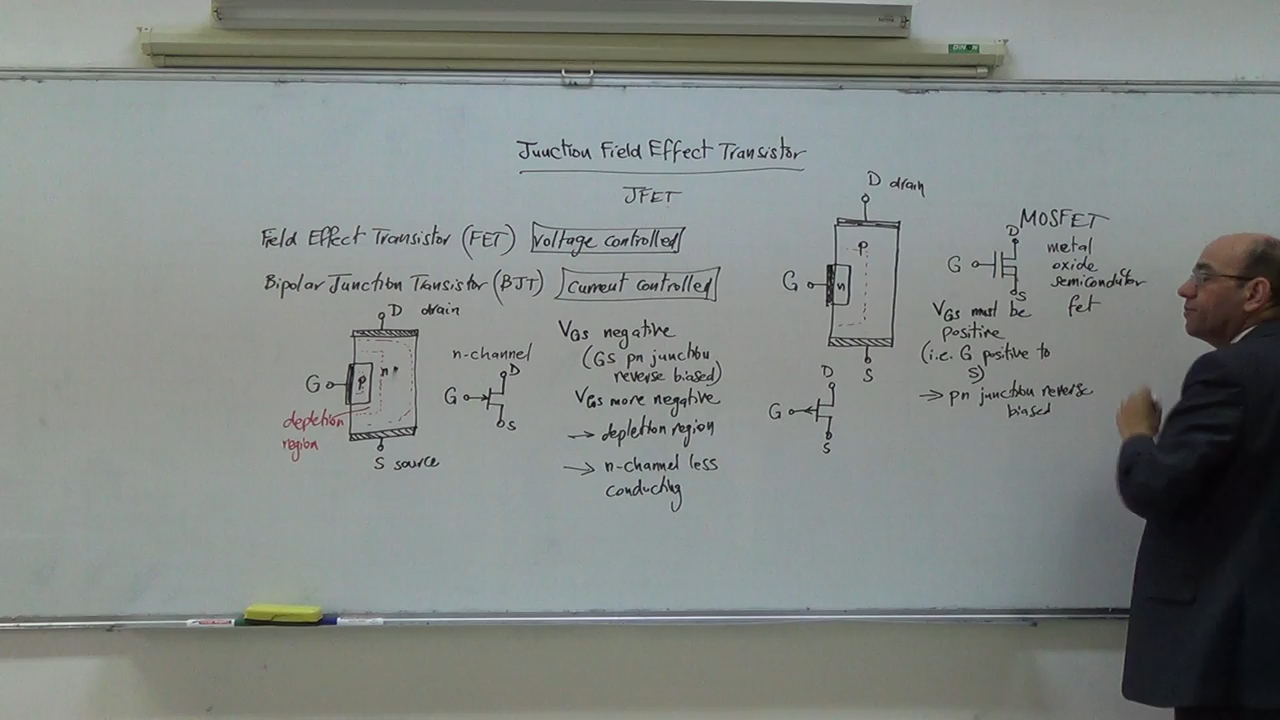 DINON
Junction Field Effect Transistor
JFET
Field Effect Transistor (FET) voltage controlled
Bipolar Junction Transistor (BJT) Current controlled
D drain
G
p
n
depletion
region
S source
n-channel
D
G
S
VGS negative
(GS pn junction
reverse biased)
VGS more negative
→ depletion region
→ n-channel less
conducting
D drain
p
G
n
S
D
G
S
MOSFET
D
G
S
metal
oxide
semiconductor
fet
VGS must be
positive
(i.e. G positive to
S)
→ pn junction reverse
biased